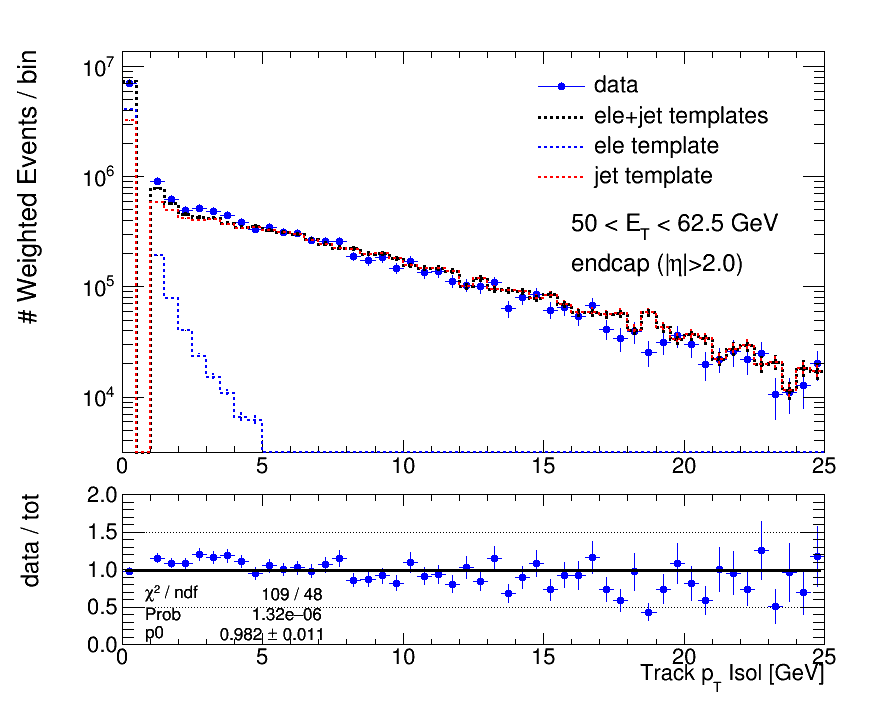 # Weighted Events / bin
10⁷
10⁶
10⁵
10⁴
data
ele+jet templates
ele template
jet template
50 < E_T < 62.5 GeV
endcap (|η|>2.0)
0 5 10 15 20 25
data / tot
2.0
1.5
1.0
0.5
0.0
χ² / ndf 109 / 48
Prob 1.32e−06
p0 0.982 ± 0.011
0 5 10 15 20 25
Track p_T Isol [GeV]